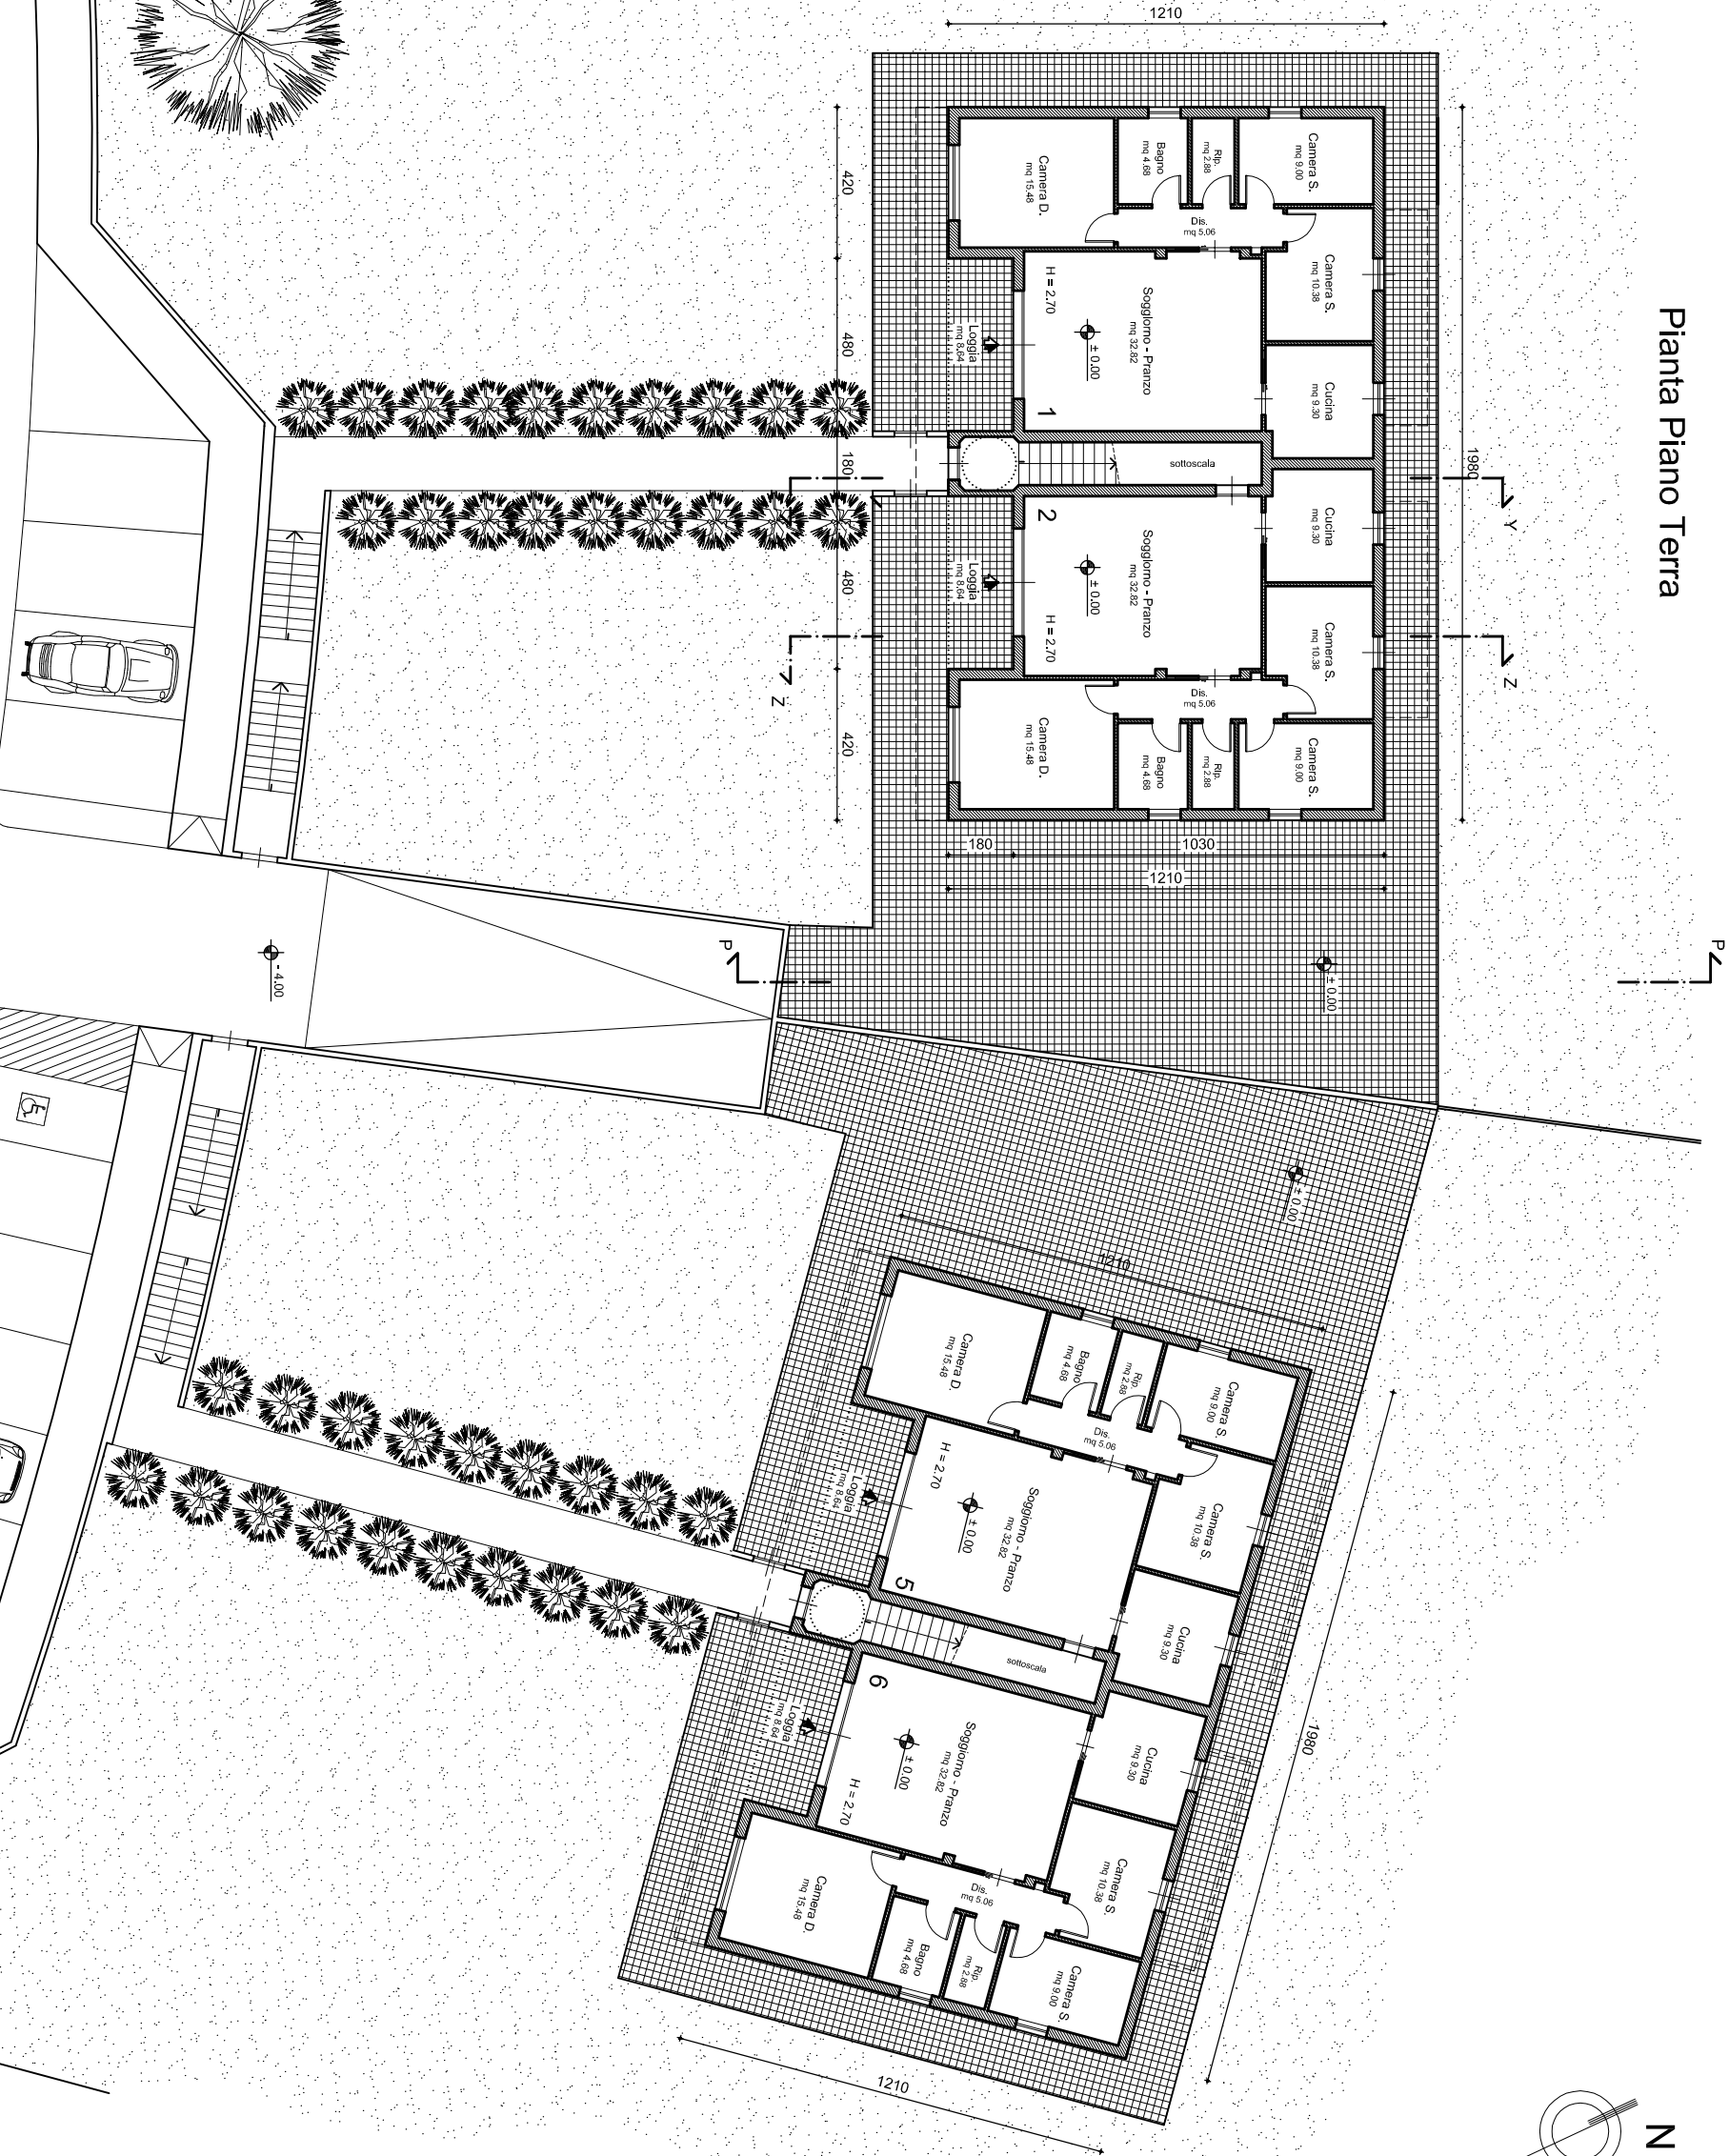 Pianta Piano Terra
1210
Camera D.
mq 15.48
Bagno
mq 4.68
Rip.
mq 2.88
Camera S.
mq 9.00
Dis.
mq 5.06
Camera S.
mq 10.38
Soggiorno - Pranzo
mq 32.82
H = 2.70
± 0.00
Loggia
mq 8.64
1
Cucina
mq 9.30
sottoscala
420
480
180
480
420
1980
Y
Z
Z
2
Loggia
mq 8.64
Soggiorno - Pranzo
mq 32.82
± 0.00
H = 2.70
Cucina
mq 9.30
Camera S.
mq 10.38
Dis.
mq 5.06
Camera D.
mq 15.48
Bagno
mq 4.68
Rip.
mq 2.88
Camera S.
mq 9.00
180
1030
1210
P
P
- 4.00
± 0.00
± 0.00
1210
Camera D
mq 15.48
Bagno
mq 4.68
Rip.
mq 2.88
Camera S
mq 9.00
Dis.
mq 5.06
Camera S
mq 10.38
H = 2.70
Soggiorno - Pranzo
mq 32.82
± 0.00
Loggia
mq 8.64
5
Cucina
mq 9.30
sottoscala
6
Loggia
mq 8.64
Soggiorno - Pranzo
mq 32.82
± 0.00
H = 2.70
Cucina
mq 9.30
1980
Camera S
mq 10.38
Dis.
mq 5.06
Camera D.
mq 15.48
Bagno
mq 4.68
Rip.
mq 2.88
Camera S
mq 9.00
1210
N